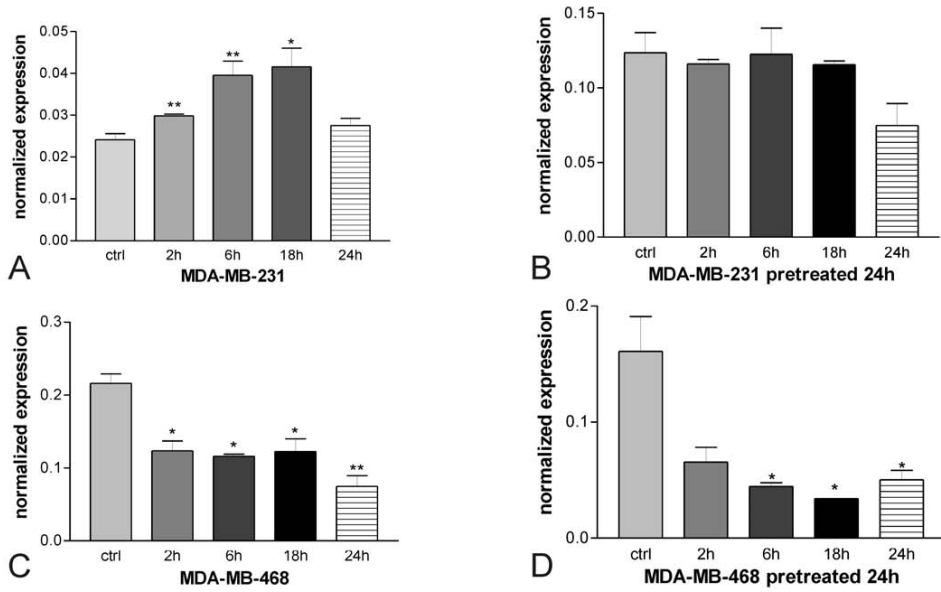 normalized expression
0.05
0.04
0.03
0.02
0.01
0.00
**
**
*
ctrl 2h 6h 18h 24h
MDA-MB-231
A
normalized expression
0.15
0.10
0.05
0.00
ctrl 2h 6h 18h 24h
MDA-MB-231 pretreated 24h
B
normalized expression
0.3
0.2
0.1
0.0
* * * **
ctrl 2h 6h 18h 24h
MDA-MB-468
C
normalized expression
0.2
0.1
0.0
* * *
ctrl 2h 6h 18h 24h
MDA-MB-468 pretreated 24h
D